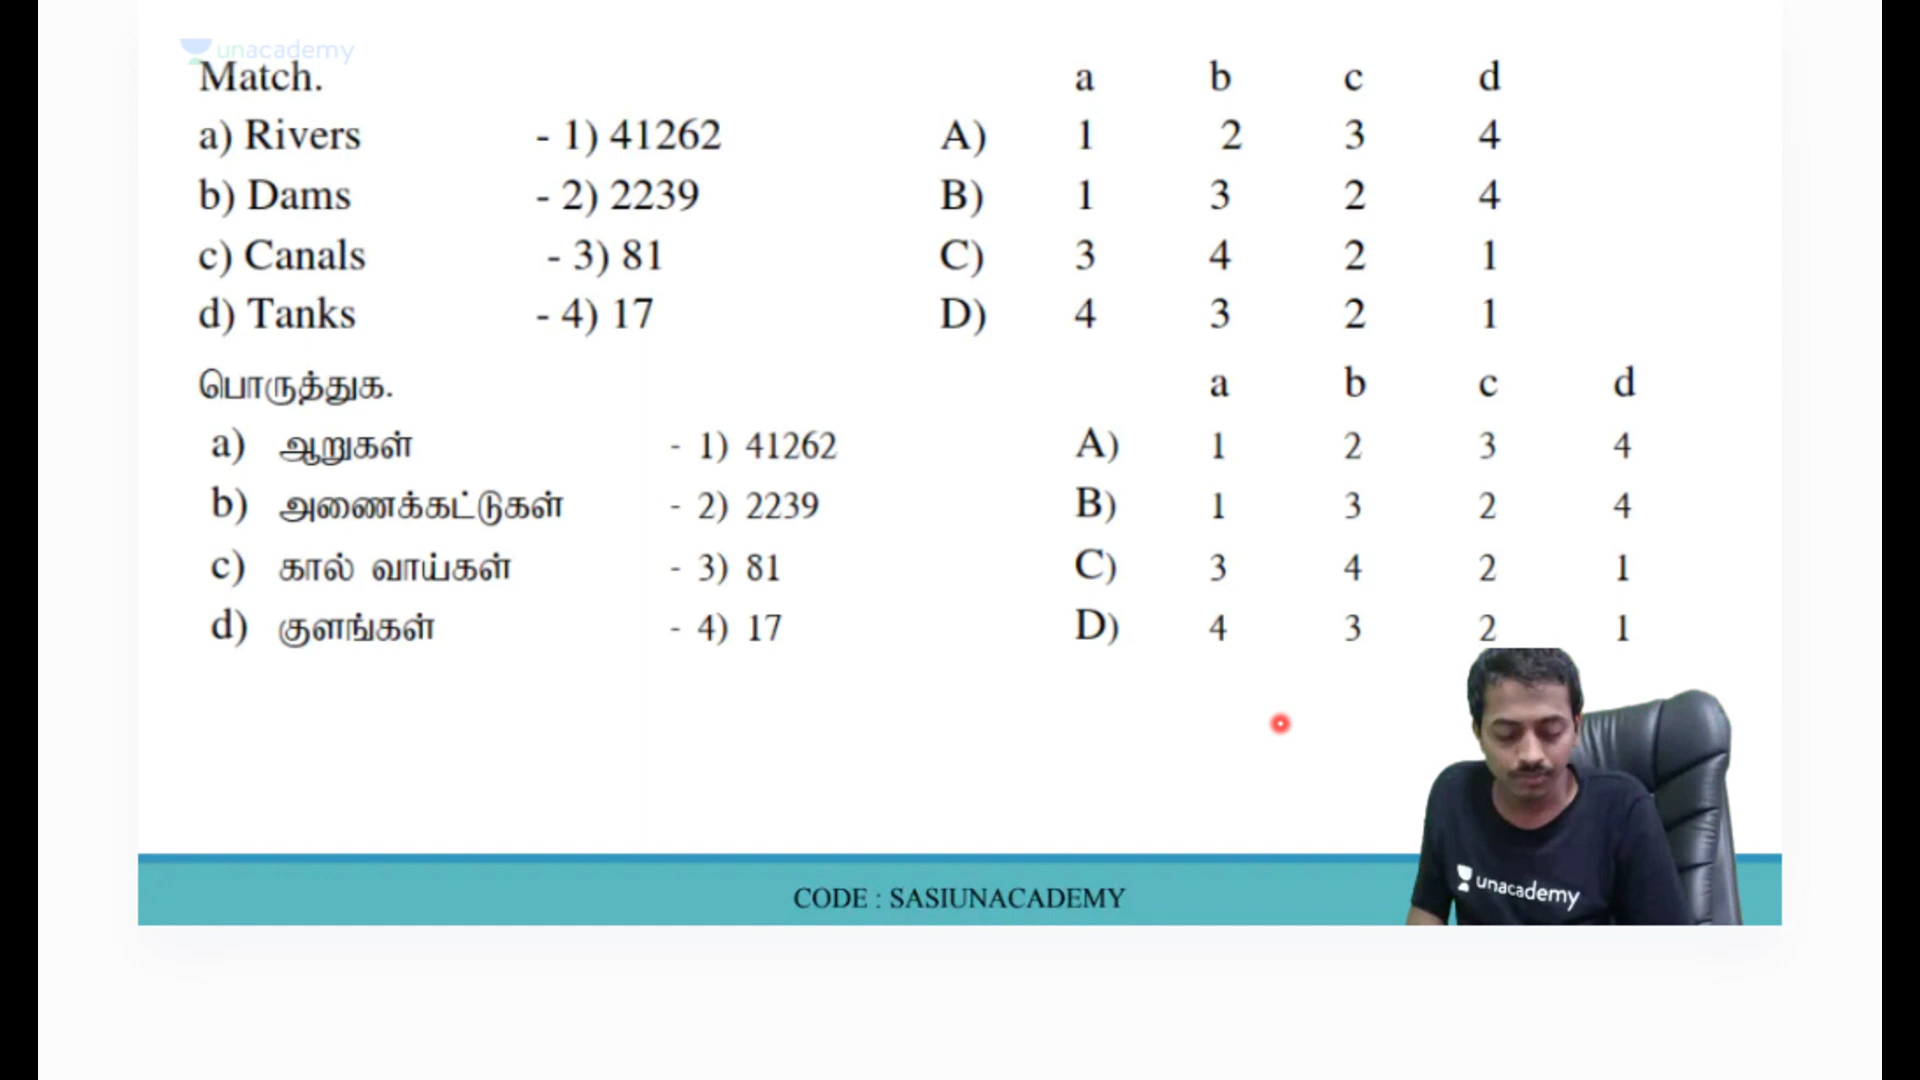 unacademy
Match. a b c d
a) Rivers - 1) 41262 A) 1 2 3 4
b) Dams - 2) 2239 B) 1 3 2 4
c) Canals - 3) 81 C) 3 4 2 1
d) Tanks - 4) 17 D) 4 3 2 1
பொருத்துக. a b c d
a) ஆறுகள் - 1) 41262 A) 1 2 3 4
b) அணைக்கட்டுகள் - 2) 2239 B) 1 3 2 4
c) கால் வாய்கள் - 3) 81 C) 3 4 2 1
d) குளங்கள் - 4) 17 D) 4 3 2 1
unacademy
CODE : SASIUNACADEMY